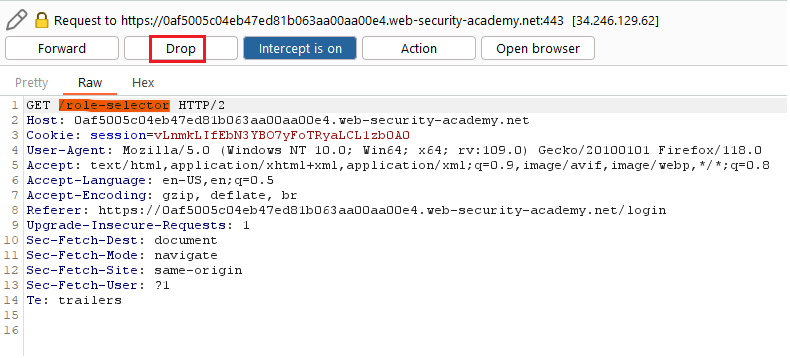 Request to https://0af5005c04eb47ed81b063aa00aa00e4.web-security-academy.net:443 [34.246.129.62]
Forward Drop Intercept is on Action Open browser
Pretty Raw Hex
1 GET /role-selector HTTP/2
2 Host: 0af5005c04eb47ed81b063aa00aa00e4.web-security-academy.net
3 Cookie: session=vLnmkLIfEbN3YBO7yFoTRyaLCL1zb0A0
4 User-Agent: Mozilla/5.0 (Windows NT 10.0; Win64; x64; rv:109.0) Gecko/20100101 Firefox/118.0
5 Accept: text/html,application/xhtml+xml,application/xml;q=0.9,image/avif,image/webp,*/*;q=0.8
6 Accept-Language: en-US,en;q=0.5
7 Accept-Encoding: gzip, deflate, br
8 Referer: https://0af5005c04eb47ed81b063aa00aa00e4.web-security-academy.net/login
9 Upgrade-Insecure-Requests: 1
10 Sec-Fetch-Dest: document
11 Sec-Fetch-Mode: navigate
12 Sec-Fetch-Site: same-origin
13 Sec-Fetch-User: ?1
14 Te: trailers
15
16